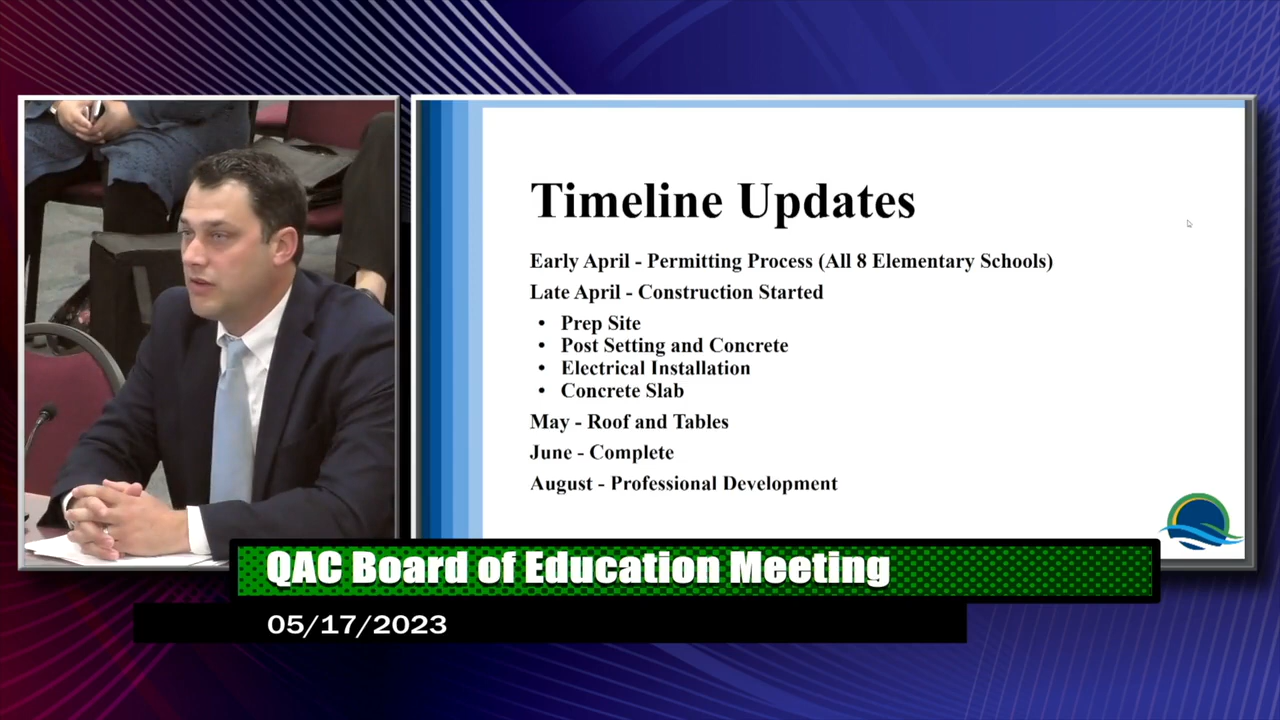 Timeline Updates
Early April - Permitting Process (All 8 Elementary Schools)
Late April - Construction Started
• Prep Site
• Post Setting and Concrete
• Electrical Installation
• Concrete Slab
May - Roof and Tables
June - Complete
August - Professional Development
QAC Board of Education Meeting
05/17/2023